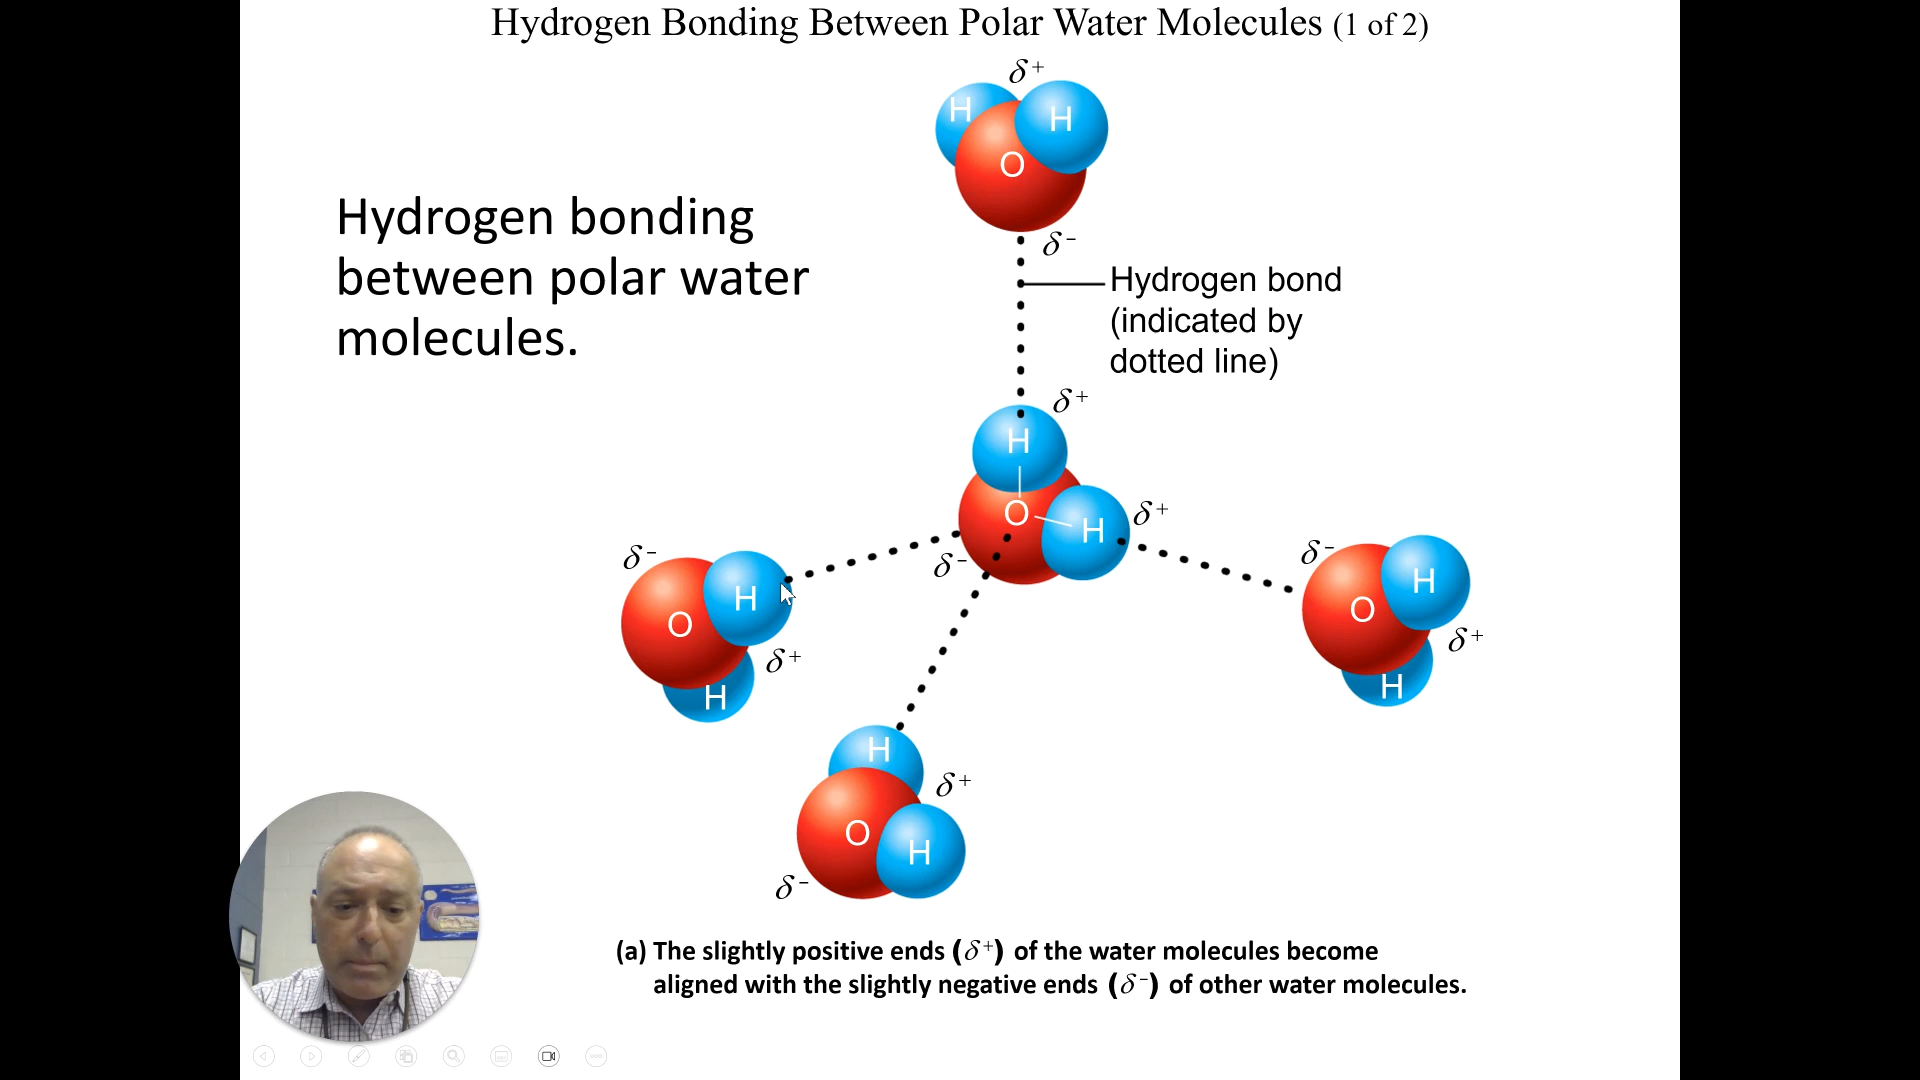 Hydrogen Bonding Between Polar Water Molecules (1 of 2)
Hydrogen bonding
between polar water
molecules.
δ+
H
H
O
δ-
Hydrogen bond
(indicated by
dotted line)
δ+
H
O
H
δ+
δ-
δ-
H
O
δ+
H
δ-
H
O
δ+
H
H
δ+
O
H
δ-
(a) The slightly positive ends (δ+) of the water molecules become
aligned with the slightly negative ends (δ-) of other water molecules.